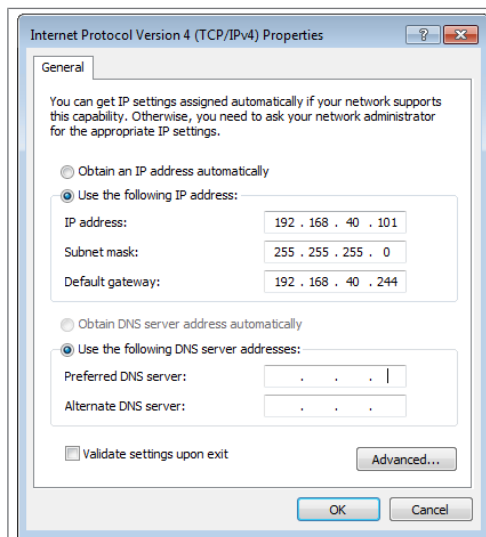 Internet Protocol Version 4 (TCP/IPv4) Properties
General
You can get IP settings assigned automatically if your network supports
this capability. Otherwise, you need to ask your network administrator
for the appropriate IP settings.
Obtain an IP address automatically
Use the following IP address:
IP address: 192 . 168 . 40 . 101
Subnet mask: 255 . 255 . 255 . 0
Default gateway: 192 . 168 . 40 . 244
Obtain DNS server address automatically
Use the following DNS server addresses:
Preferred DNS server: . . .
Alternate DNS server: . . .
Validate settings upon exit
Advanced...
OK Cancel